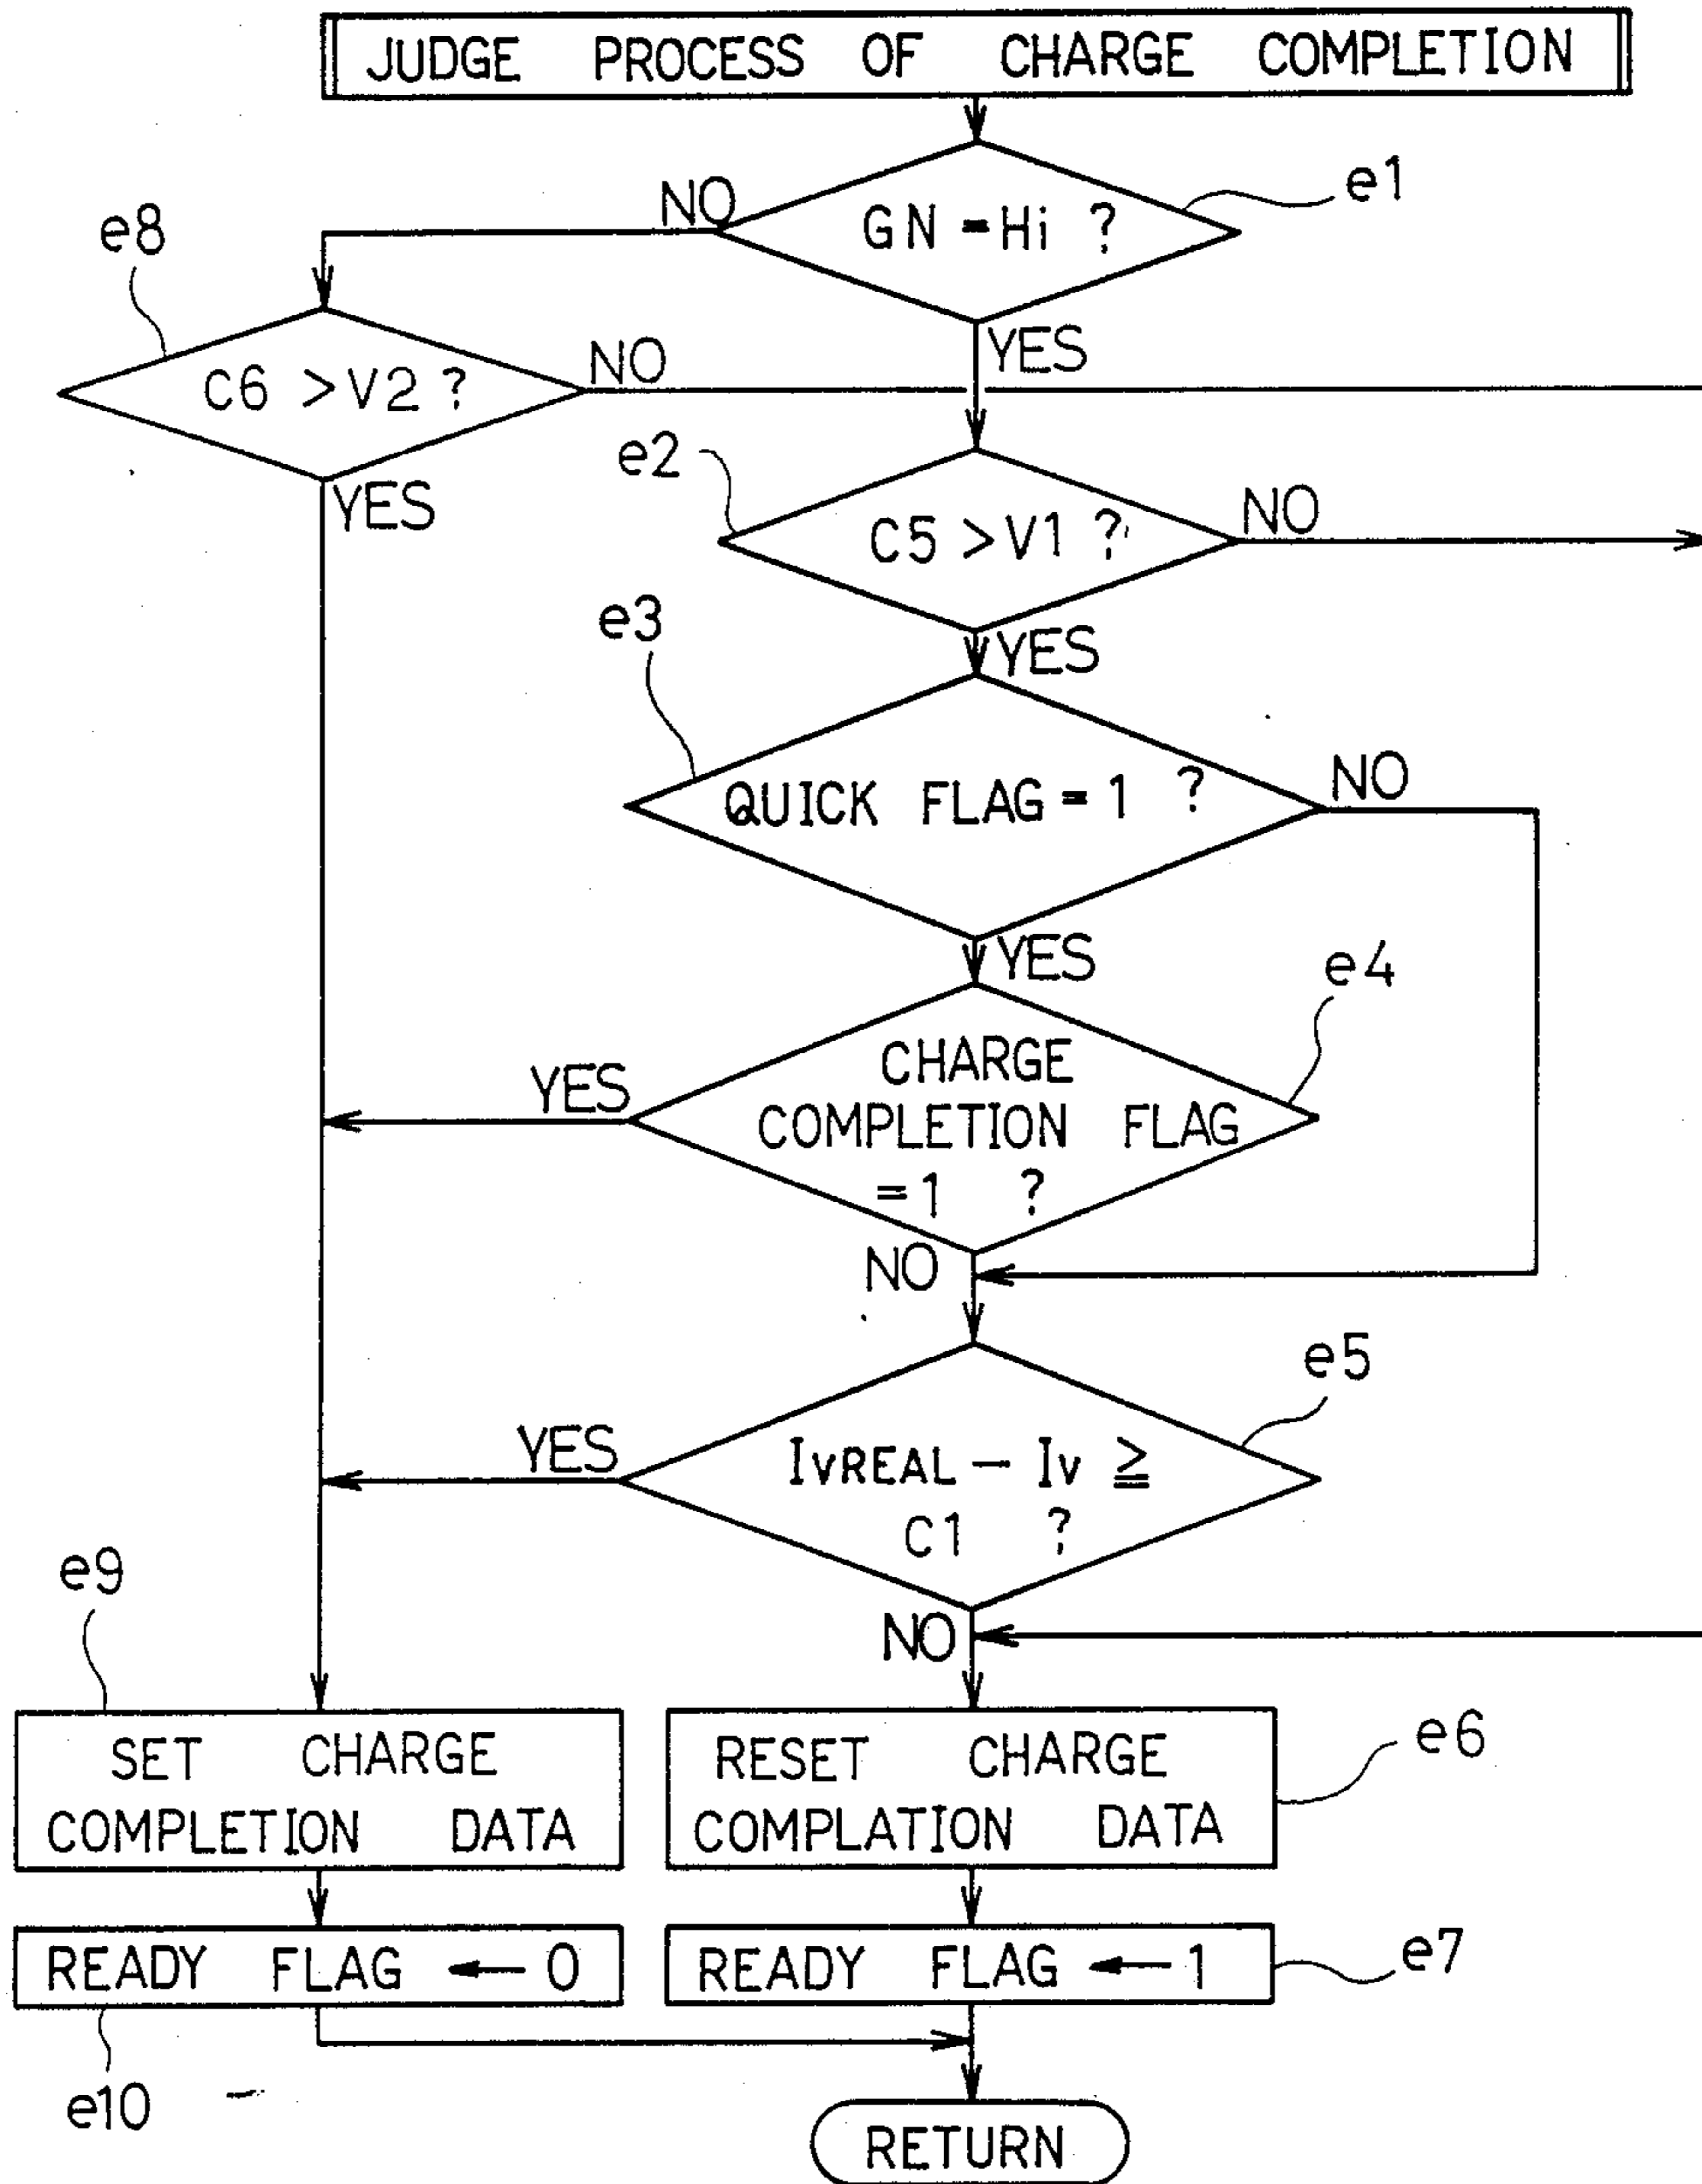 JUDGE PROCESS OF CHARGE COMPLETION
e1
GN = Hi ?
NO
YES
e8
C6 > V2 ?
NO
YES
e2
C5 > V1 ?
NO
YES
e3
QUICK FLAG = 1 ?
NO
YES
e4
CHARGE
COMPLETION FLAG
= 1 ?
YES
NO
e5
IvREAL - Iv ≧
C1 ?
YES
NO
e9
SET CHARGE
COMPLETION DATA
e6
RESET CHARGE
COMPLATION DATA
READY FLAG ← 0
e10
READY FLAG ← 1
e7
RETURN